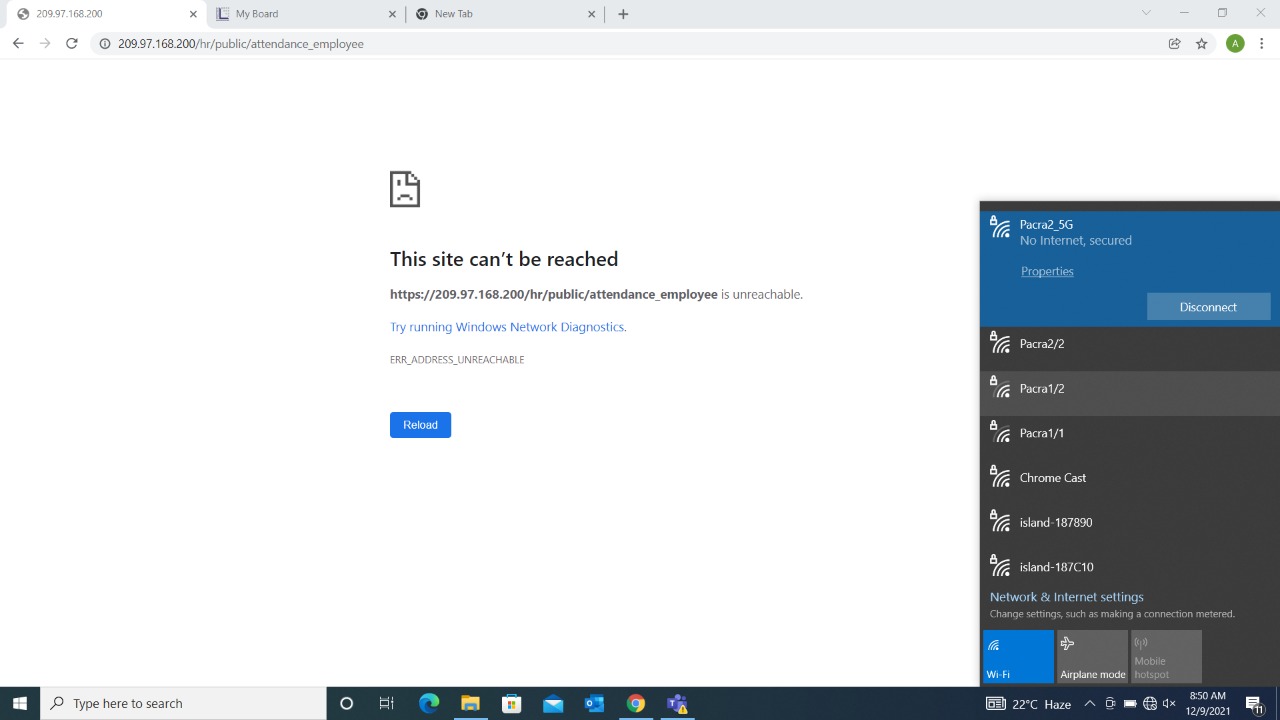 209.97.168.200
My Board
New Tab
209.97.168.200/hr/public/attendance_employee
A
This site can't be reached
https://209.97.168.200/hr/public/attendance_employee is unreachable.
Try running Windows Network Diagnostics.
ERR_ADDRESS_UNREACHABLE
Reload
Pacra2_5G
No Internet, secured
Properties
Disconnect
Pacra2/2
Pacra1/2
Pacra1/1
Chrome Cast
island-187890
island-187C10
Network & Internet settings
Change settings, such as making a connection metered.
Wi-Fi
Airplane mode
Mobile
hotspot
Type here to search
22°C Haze
8:50 AM
12/9/2021
11